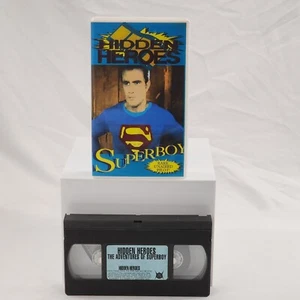 HIDDEN
HEROES
S
SUPERBOY
HIDDEN HEROES
THE ADVENTURES OF SUPERBOY